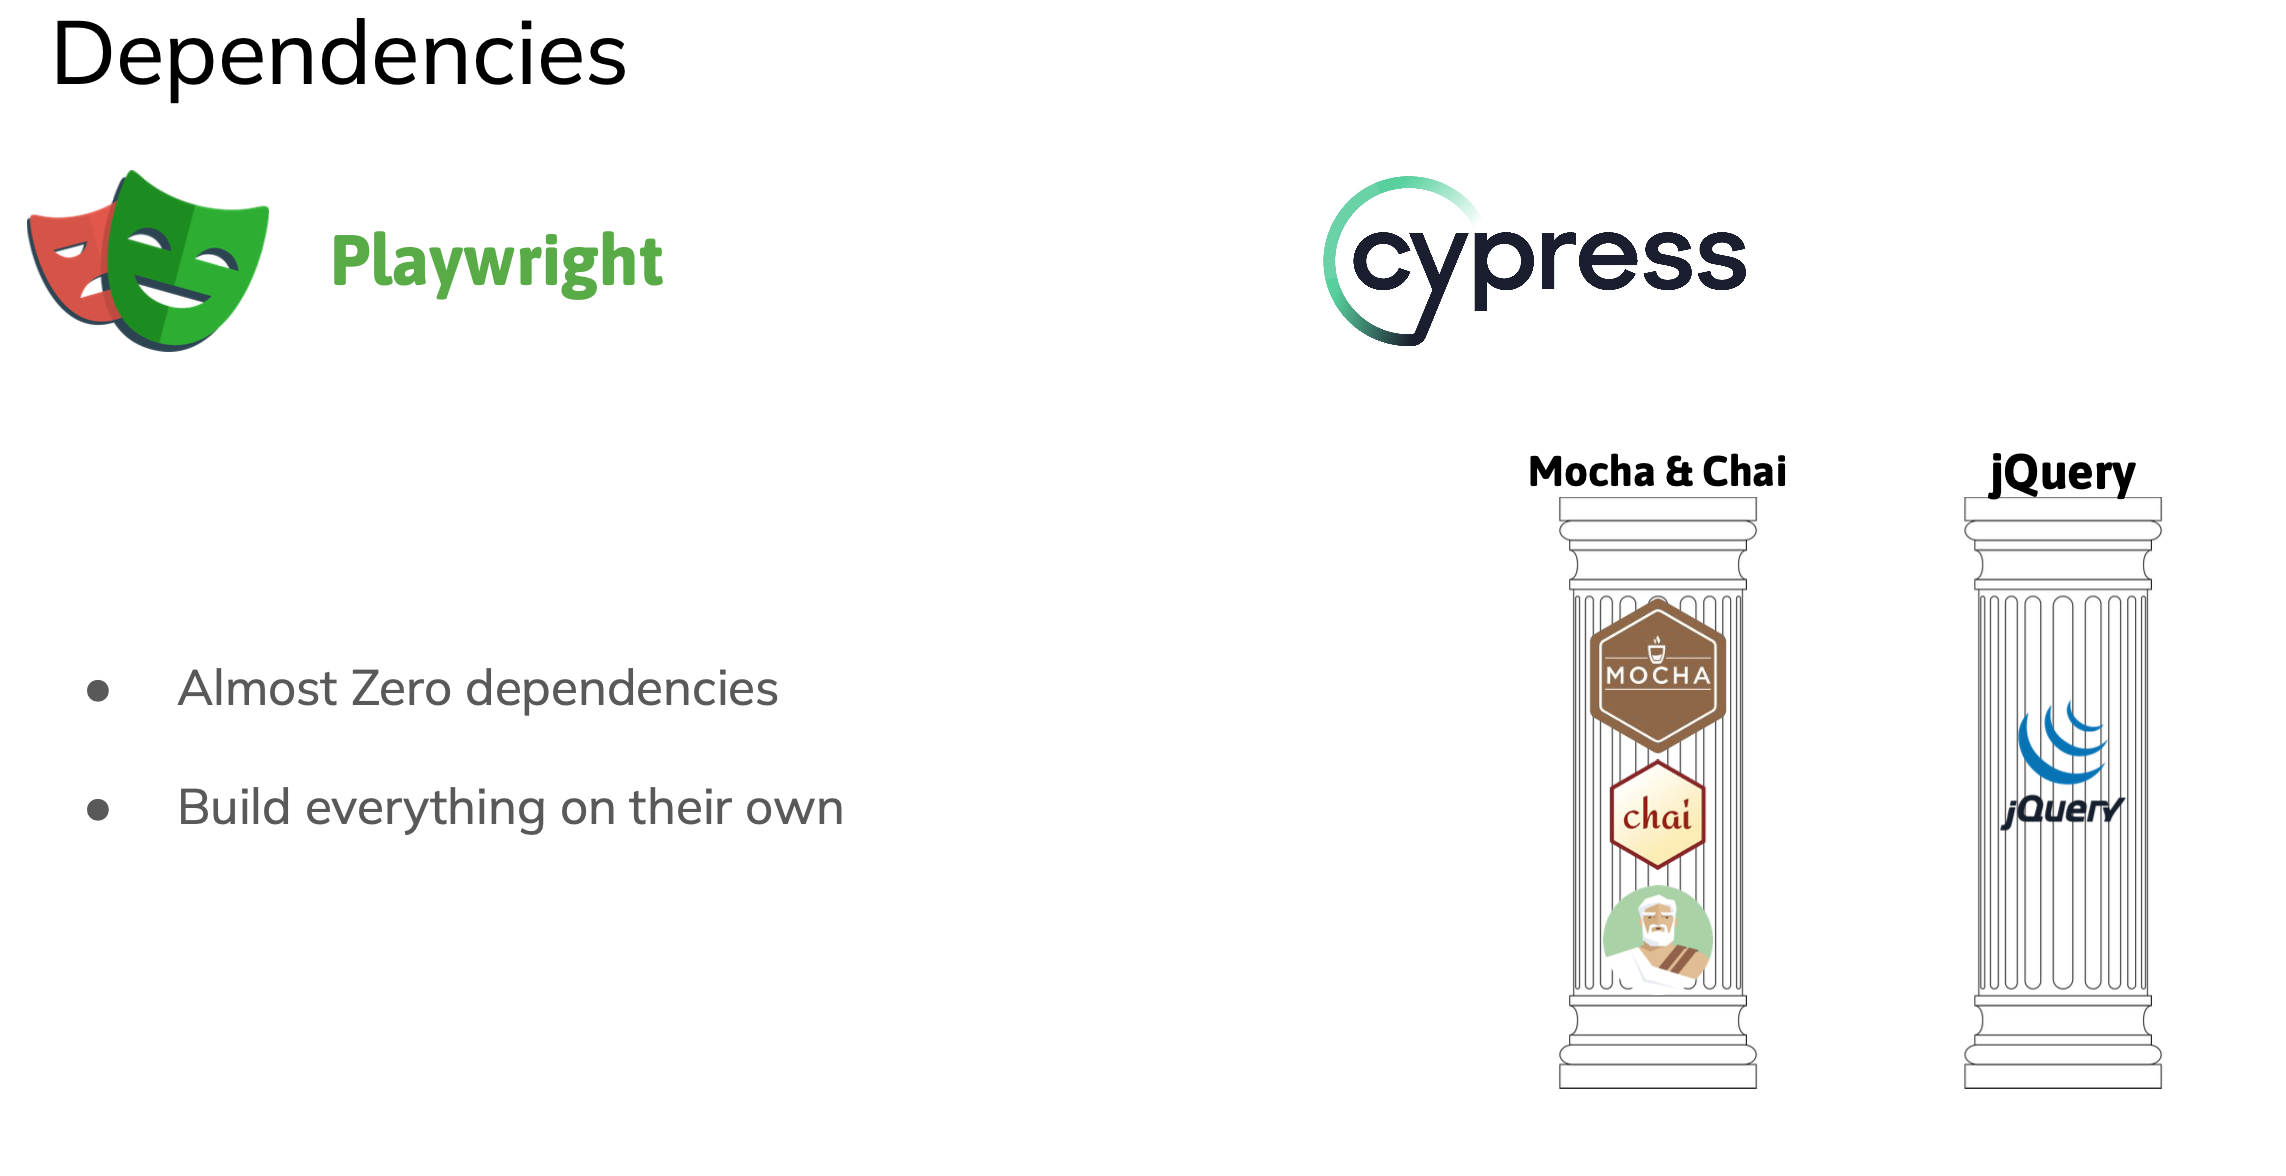 Dependencies
Playwright
cypress
Almost Zero dependencies
Build everything on their own
Mocha & Chai
MOCHA
chai
jQuery
jQuery